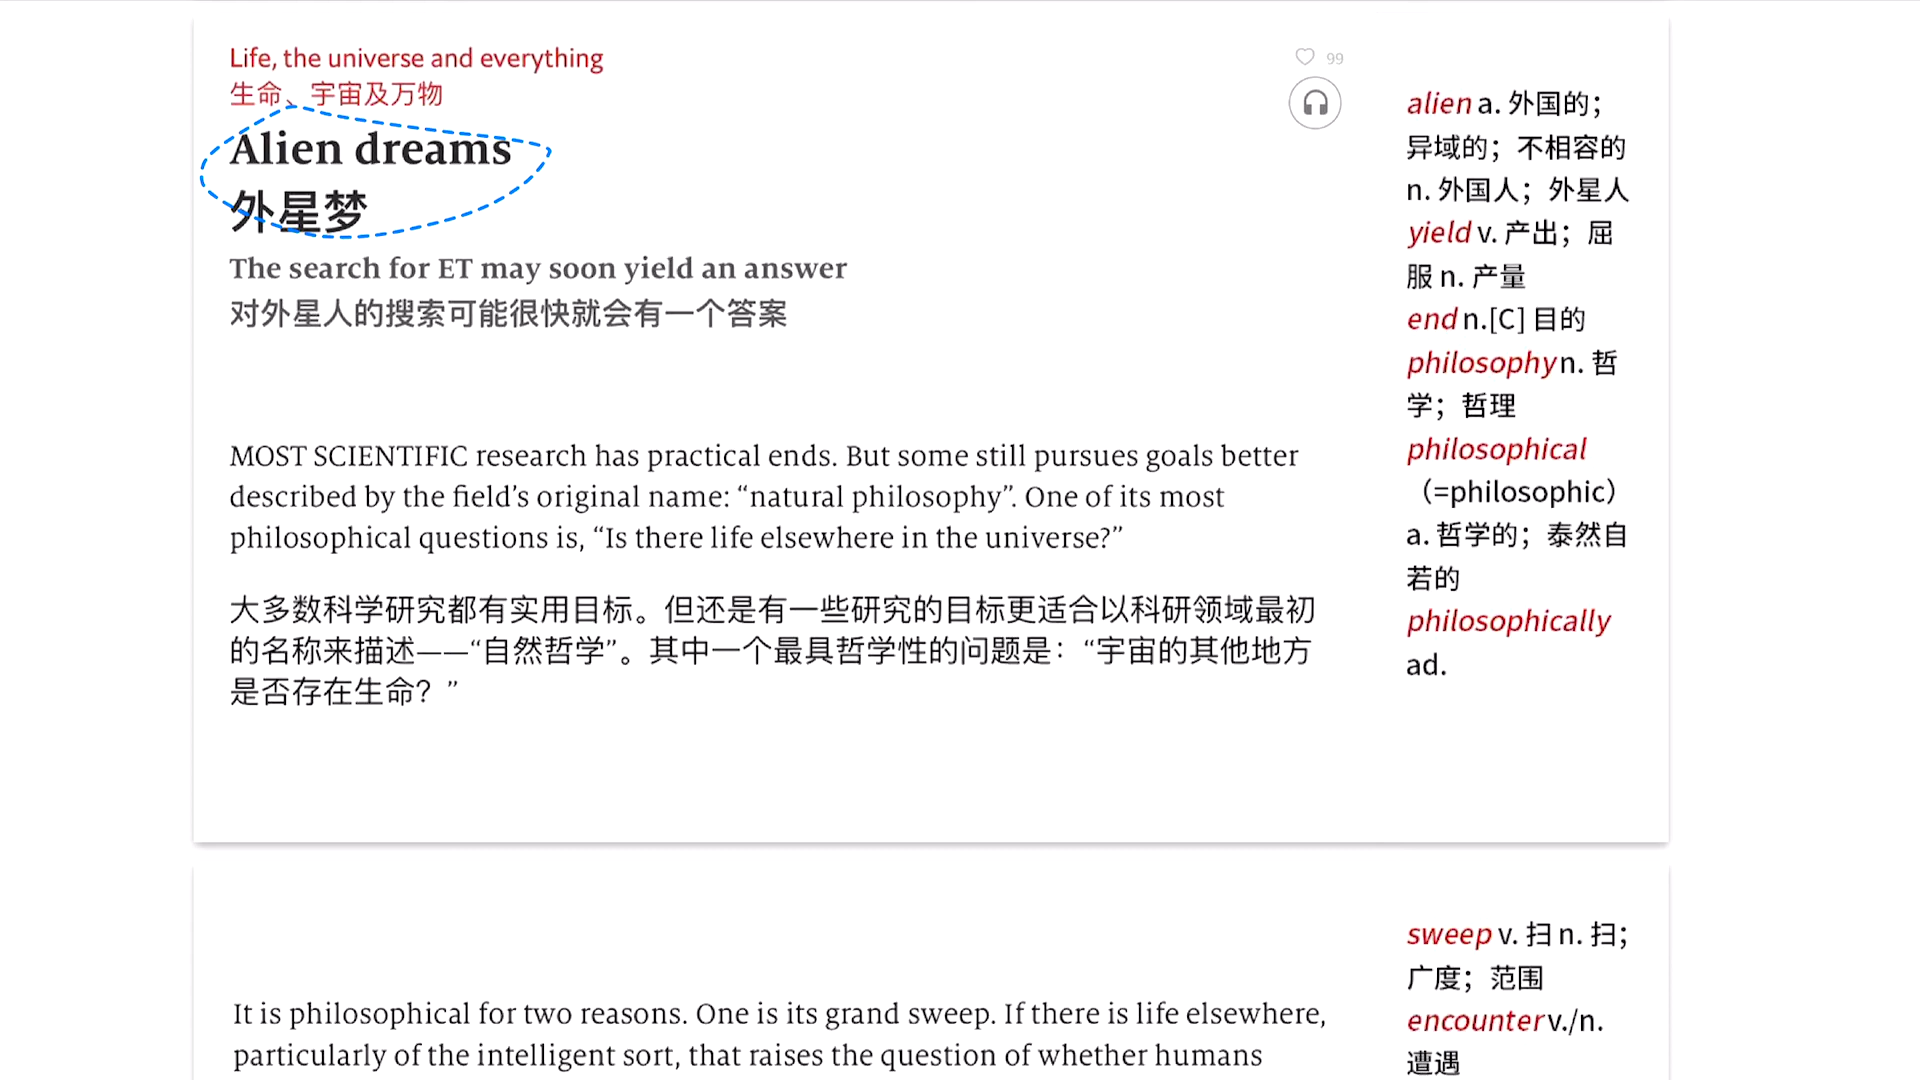 Life, the universe and everything
生命、宇宙及万物
Alien dreams
外星梦
The search for ET may soon yield an answer
对外星人的搜索可能很快就会有一个答案
99
MOST SCIENTIFIC research has practical ends. But some still pursues goals better
described by the field’s original name: “natural philosophy”. One of its most
philosophical questions is, “Is there life elsewhere in the universe?”
大多数科学研究都有实用目标。但还是有一些研究的目标更适合以科研领域最初
的名称来描述——“自然哲学”。其中一个最具哲学性的问题是：“宇宙的其他地方
是否存在生命？”
alien a. 外国的；
异域的；不相容的
n. 外国人；外星人
yield v. 产出；屈
服 n. 产量
end n.[C] 目的
philosophy n. 哲
学；哲理
philosophical
（=philosophic）
a. 哲学的；泰然自
若的
philosophically
ad.
It is philosophical for two reasons. One is its grand sweep. If there is life elsewhere,
particularly of the intelligent sort, that raises the question of whether humans
sweep v. 扫 n. 扫；
广度；范围
encounter v./n.
遭遇